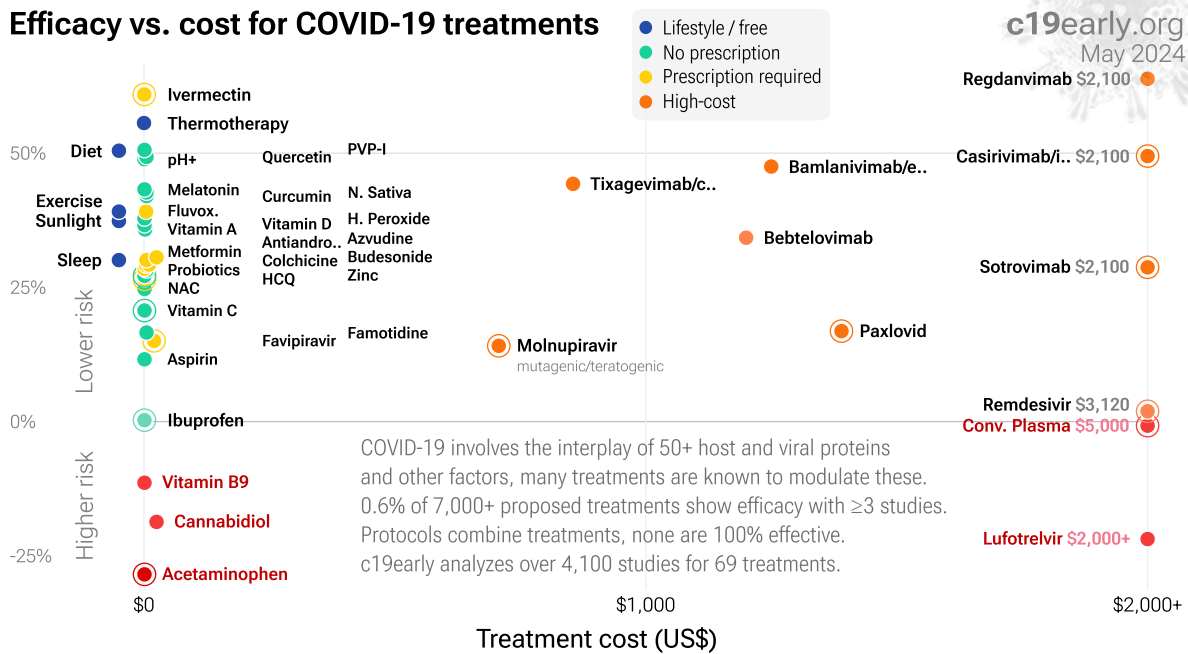 Efficacy vs. cost for COVID-19 treatments
Lifestyle / free
No prescription
Prescription required
High-cost
c19early.org
May 2024
Regdanvimab $2,100
Ivermectin
Thermotherapy
50%
Diet
pH+
Quercetin
PVP-I
Casirivimab/i.. $2,100
Bamlanivimab/e..
Tixagevimab/c..
Melatonin
Curcumin
N. Sativa
Exercise
Fluvox.
H. Peroxide
Sunlight
Vitamin A
Vitamin D
Antiandro..
Azvudine
Bebtelovimab
Sleep
Metformin
Colchicine
Budesonide
Probiotics
HCQ
Zinc
Sotrovimab $2,100
25%
NAC
Vitamin C
Lower risk
Favipiravir
Famotidine
Paxlovid
Molnupiravir
mutagenic/teratogenic
Aspirin
Remdesivir $3,120
0%
Ibuprofen
Conv. Plasma $5,000
COVID-19 involves the interplay of 50+ host and viral proteins
and other factors, many treatments are known to modulate these.
0.6% of 7,000+ proposed treatments show efficacy with ≥3 studies.
Protocols combine treatments, none are 100% effective.
c19early analyzes over 4,100 studies for 69 treatments.
Higher risk
Vitamin B9
Cannabidiol
Lufotrelvir $2,000+
-25%
Acetaminophen
$0
$1,000
$2,000+
Treatment cost (US$)